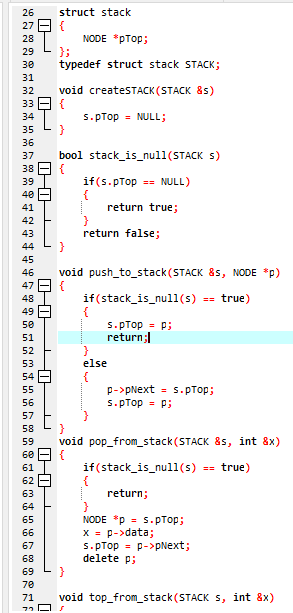 26 struct stack
27 {
28     NODE *pTop;
29 };
30 typedef struct stack STACK;
31
32 void createSTACK(STACK &s)
33 {
34     s.pTop = NULL;
35 }
36
37 bool stack_is_null(STACK s)
38 {
39     if(s.pTop == NULL)
40     {
41         return true;
42     }
43     return false;
44 }
45
46 void push_to_stack(STACK &s, NODE *p)
47 {
48     if(stack_is_null(s) == true)
49     {
50         s.pTop = p;
51         return;
52     }
53     else
54     {
55         p->pNext = s.pTop;
56         s.pTop = p;
57     }
58 }
59 void pop_from_stack(STACK &s, int &x)
60 {
61     if(stack_is_null(s) == true)
62     {
63         return;
64     }
65     NODE *p = s.pTop;
66     x = p->data;
67     s.pTop = p->pNext;
68     delete p;
69 }
70
71 void top_from_stack(STACK s, int &x)
72 {